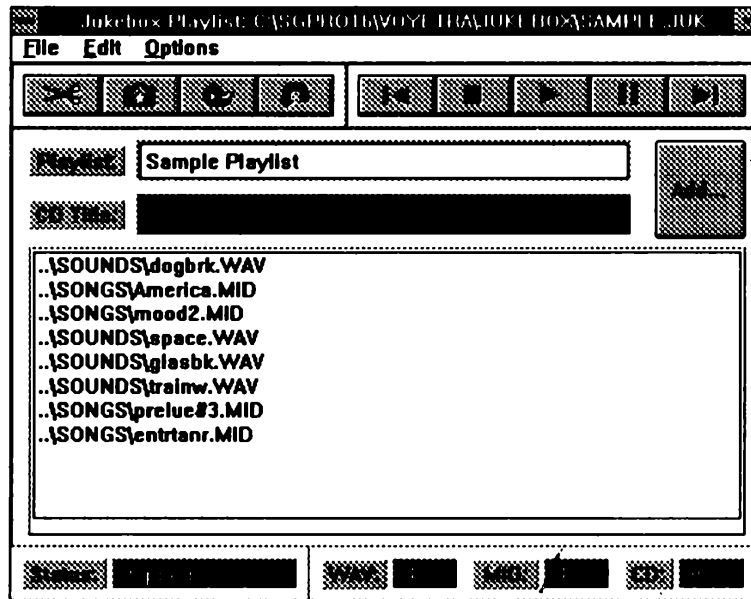 Jukebox Playlist: C:\SGPRO16\VOYETRA\JUKEBOX\SAMPLE.JUK
File Edit Options
Playlist: Sample Playlist
Add...
CD Title:
..\SOUNDS\dogbrk.WAV
..\SONGS\America.MID
..\SONGS\mood2.MID
..\SOUNDS\space.WAV
..\SOUNDS\glasbk.WAV
..\SOUNDS\trainw.WAV
..\SONGS\prelue#3.MID
..\SONGS\entrtanr.MID
Status: WAV: MID: CD: